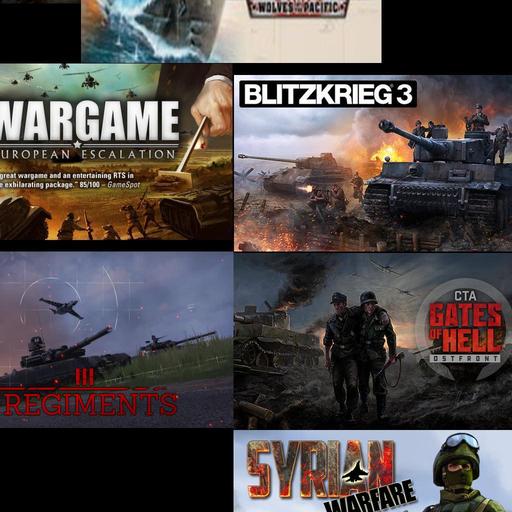 WOLVES OF THE PACIFIC
WARGAME
EUROPEAN ESCALATION
great wargame and an entertaining RTS in
e exhilarating package." 85/100 – GameSpot
BLITZKRIEG 3
III
REGIMENTS
CTA
GATES
OF HELL
OSTFRONT
SYRIAN
WARFARE